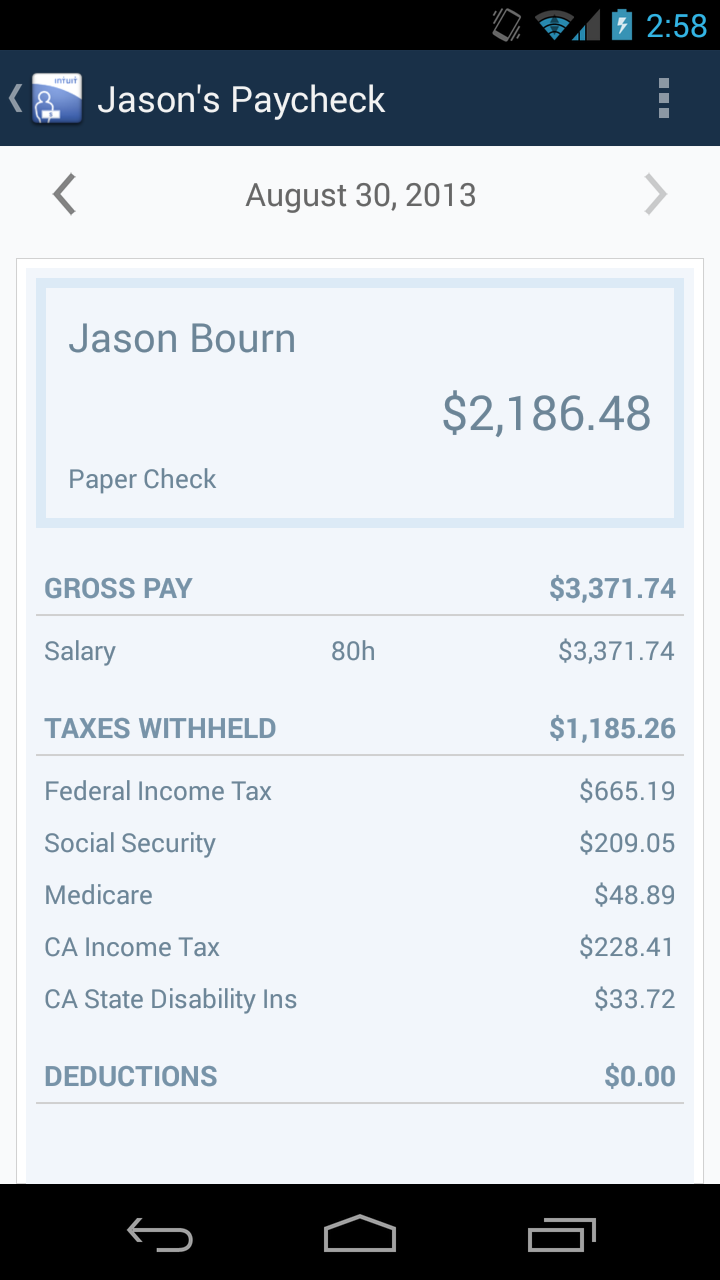 2:58
intuit
Jason's Paycheck
August 30, 2013
Jason Bourn
$2,186.48
Paper Check
GROSS PAY $3,371.74
Salary 80h $3,371.74
TAXES WITHHELD $1,185.26
Federal Income Tax $665.19
Social Security $209.05
Medicare $48.89
CA Income Tax $228.41
CA State Disability Ins $33.72
DEDUCTIONS $0.00